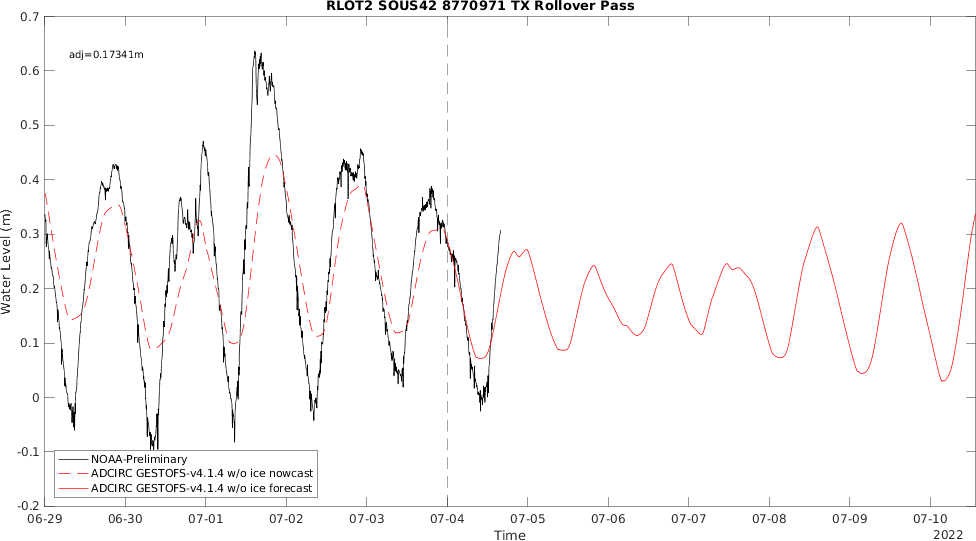 RLOT2 SOUS42 8770971 TX Rollover Pass
0.7
adj=0.17341m
0.6
0.5
0.4
0.3
0.2
0.1
0
-0.1
-0.2
Water Level (m)
NOAA-Preliminary
ADCIRC GESTOFS-v4.1.4 w/o ice nowcast
ADCIRC GESTOFS-v4.1.4 w/o ice forecast
06-29 06-30 07-01 07-02 07-03 07-04 07-05 07-06 07-07 07-08 07-09 07-10
Time
2022